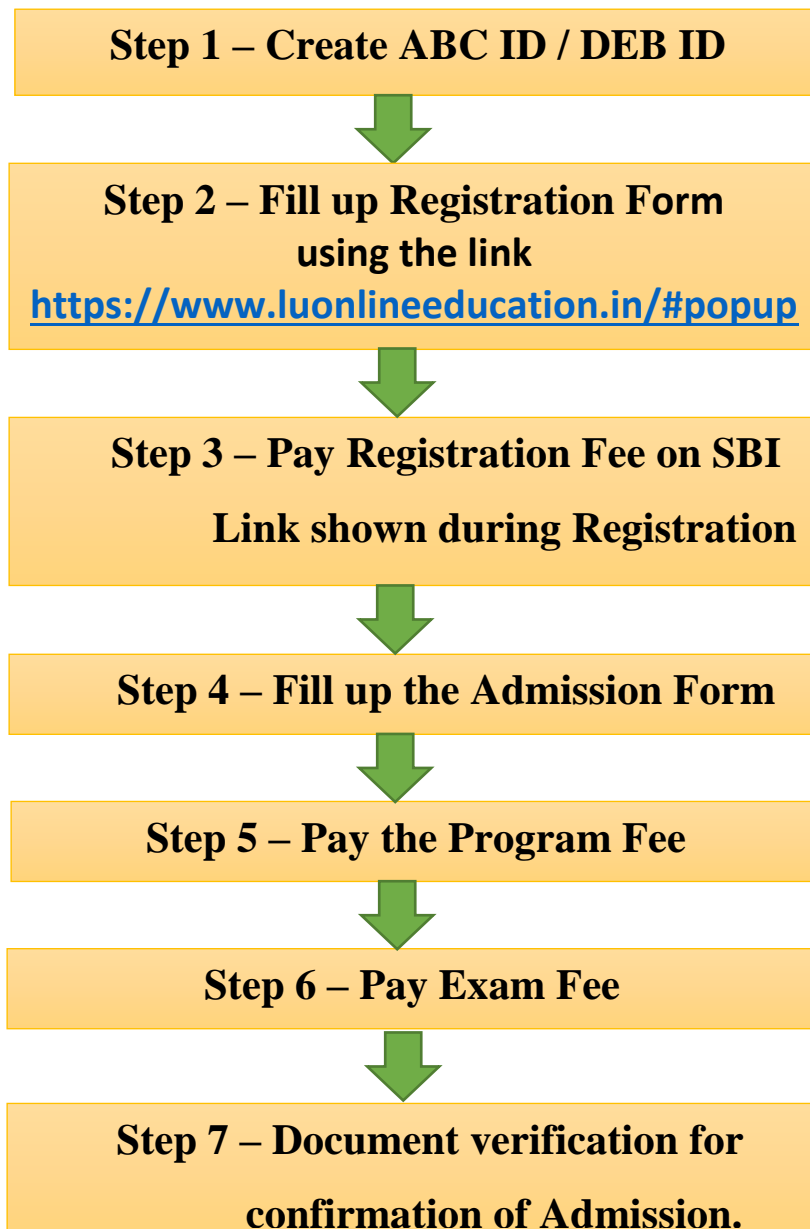 Step 1 – Create ABC ID / DEB ID
Step 2 – Fill up Registration Form
using the link
https://www.luonlineeducation.in/#popup
Step 3 – Pay Registration Fee on SBI
Link shown during Registration
Step 4 – Fill up the Admission Form
Step 5 – Pay the Program Fee
Step 6 – Pay Exam Fee
Step 7 – Document verification for
confirmation of Admission.